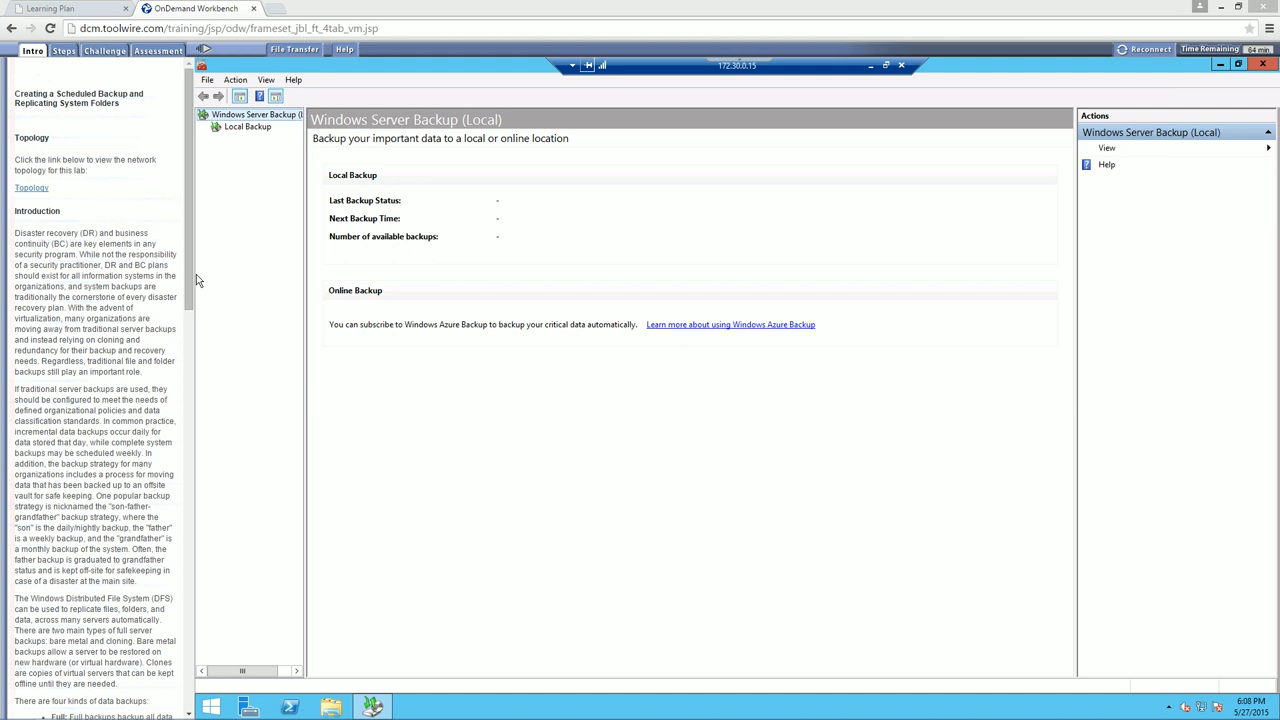 Learning Plan
OnDemand Workbench
dcm.toolwire.com/training/jsp/odw/frameset_jbl_ft_4tab_vm.jsp
Intro
Steps
Challenge
Assessment
File Transfer
Help
Reconnect
Time Remaining
64 min
172.30.0.15
Creating a Scheduled Backup and
Replicating System Folders
Topology
Click the link below to view the network
topology for this lab:
Topology
Introduction
Disaster recovery (DR) and business
continuity (BC) are key elements in any
security program. While not the responsibility
of a security practitioner, DR and BC plans
should exist for all information systems in the
organizations, and system backups are
traditionally the cornerstone of every disaster
recovery plan. With the advent of
virtualization, many organizations are
moving away from traditional server backups
and instead relying on cloning and
redundancy for their backup and recovery
needs. Regardless, traditional file and folder
backups still play an important role.
If traditional server backups are used, they
should be configured to meet the needs of
defined organizational policies and data
classification standards. In common practice,
incremental data backups occur daily for
data stored that day, while complete system
backups may be scheduled weekly. In
addition, the backup strategy for many
organizations includes a process for moving
data that has been backed up to an offsite
vault for safe keeping. One popular backup
strategy is nicknamed the "son-father-
grandfather" backup strategy, where the
"son" is the daily/nightly backup, the "father"
is a weekly backup, and the "grandfather" is
a monthly backup of the system. Often, the
father backup is graduated to grandfather
status and is kept off-site for safekeeping in
case of a disaster at the main site.
The Windows Distributed File System (DFS)
can be used to replicate files, folders, and
data, across many servers automatically.
There are two main types of full server
backups: bare metal and cloning. Bare metal
backups allow a server to be restored on
new hardware (or virtual hardware). Clones
are copies of virtual servers that can be kept
offline until they are needed.
There are four kinds of data backups:
Full: Full backups backup all data
File
Action
View
Help
Windows Server Backup (l
Local Backup
Windows Server Backup (Local)
Backup your important data to a local or online location
Local Backup
Last Backup Status: -
Next Backup Time: -
Number of available backups: -
Online Backup
You can subscribe to Windows Azure Backup to backup your critical data automatically. Learn more about using Windows Azure Backup
Actions
Windows Server Backup (Local)
View
Help
6:08 PM
5/27/2015